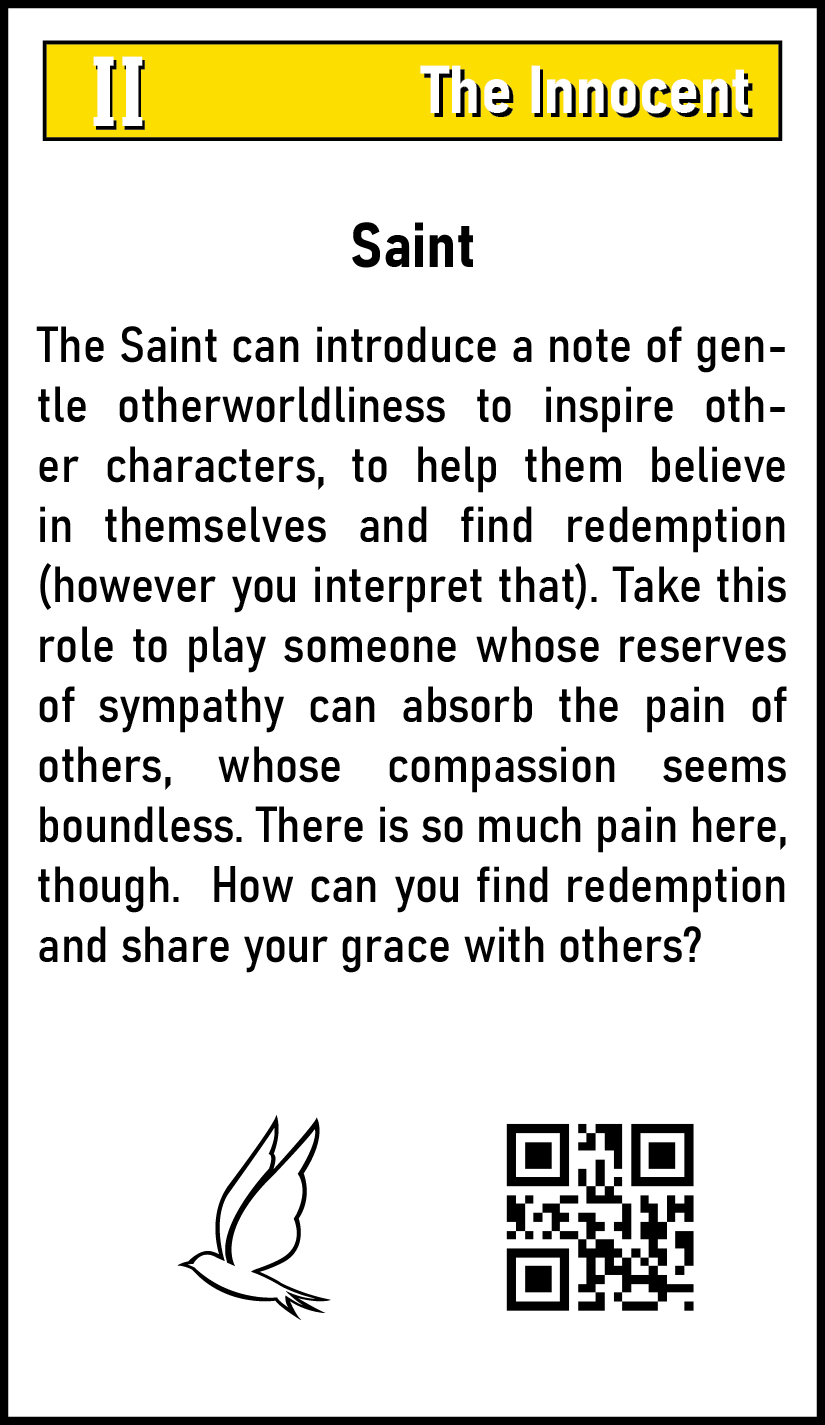 II
The Innocent
Saint
The Saint can introduce a note of gen-
tle otherworldliness to inspire oth-
er characters, to help them believe
in themselves and find redemption
(however you interpret that). Take this
role to play someone whose reserves
of sympathy can absorb the pain of
others, whose compassion seems
boundless. There is so much pain here,
though.  How can you find redemption
and share your grace with others?